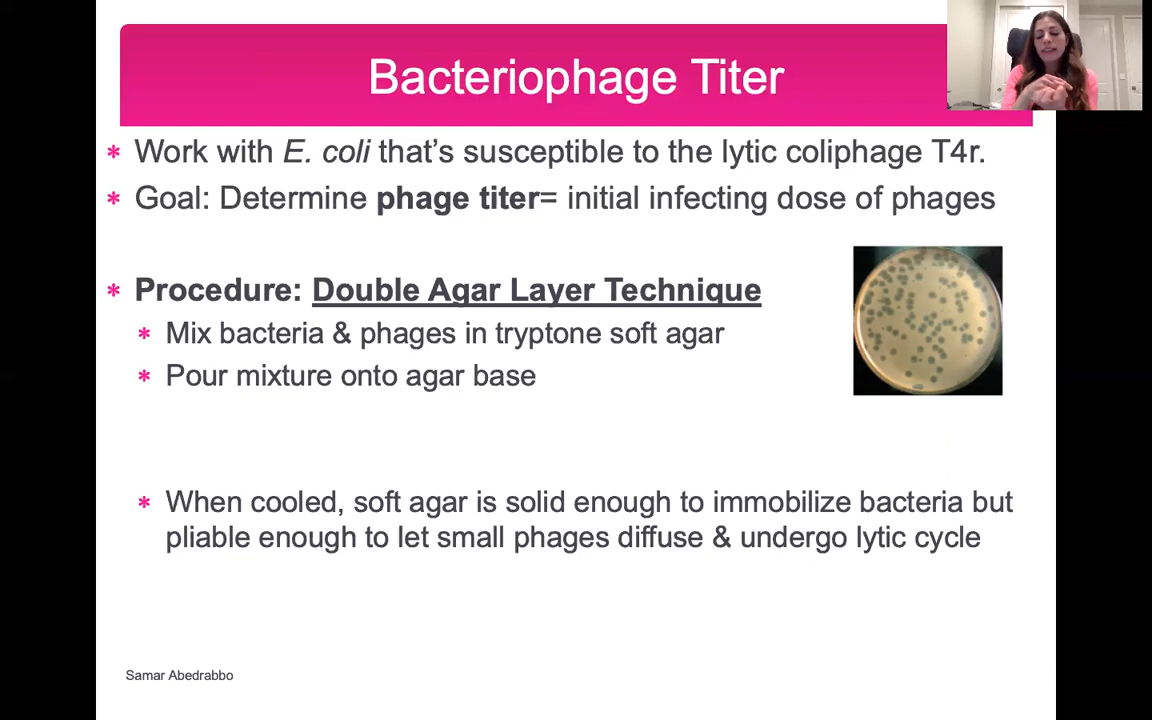 Bacteriophage Titer
* Work with E. coli that's susceptible to the lytic coliphage T4r.
* Goal: Determine phage titer= initial infecting dose of phages
* Procedure: Double Agar Layer Technique
* Mix bacteria & phages in tryptone soft agar
* Pour mixture onto agar base
* When cooled, soft agar is solid enough to immobilize bacteria but
pliable enough to let small phages diffuse & undergo lytic cycle
Samar Abedrabbo